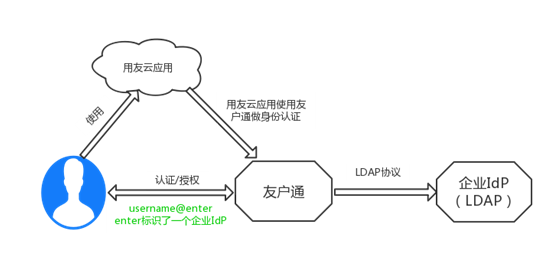 用友云应用
使用
用友云应用使用友
户通做身份认证
认证/授权
username@enter
enter标识了一个企业IdP
友户通
LDAP协议
企业IdP
（LDAP）